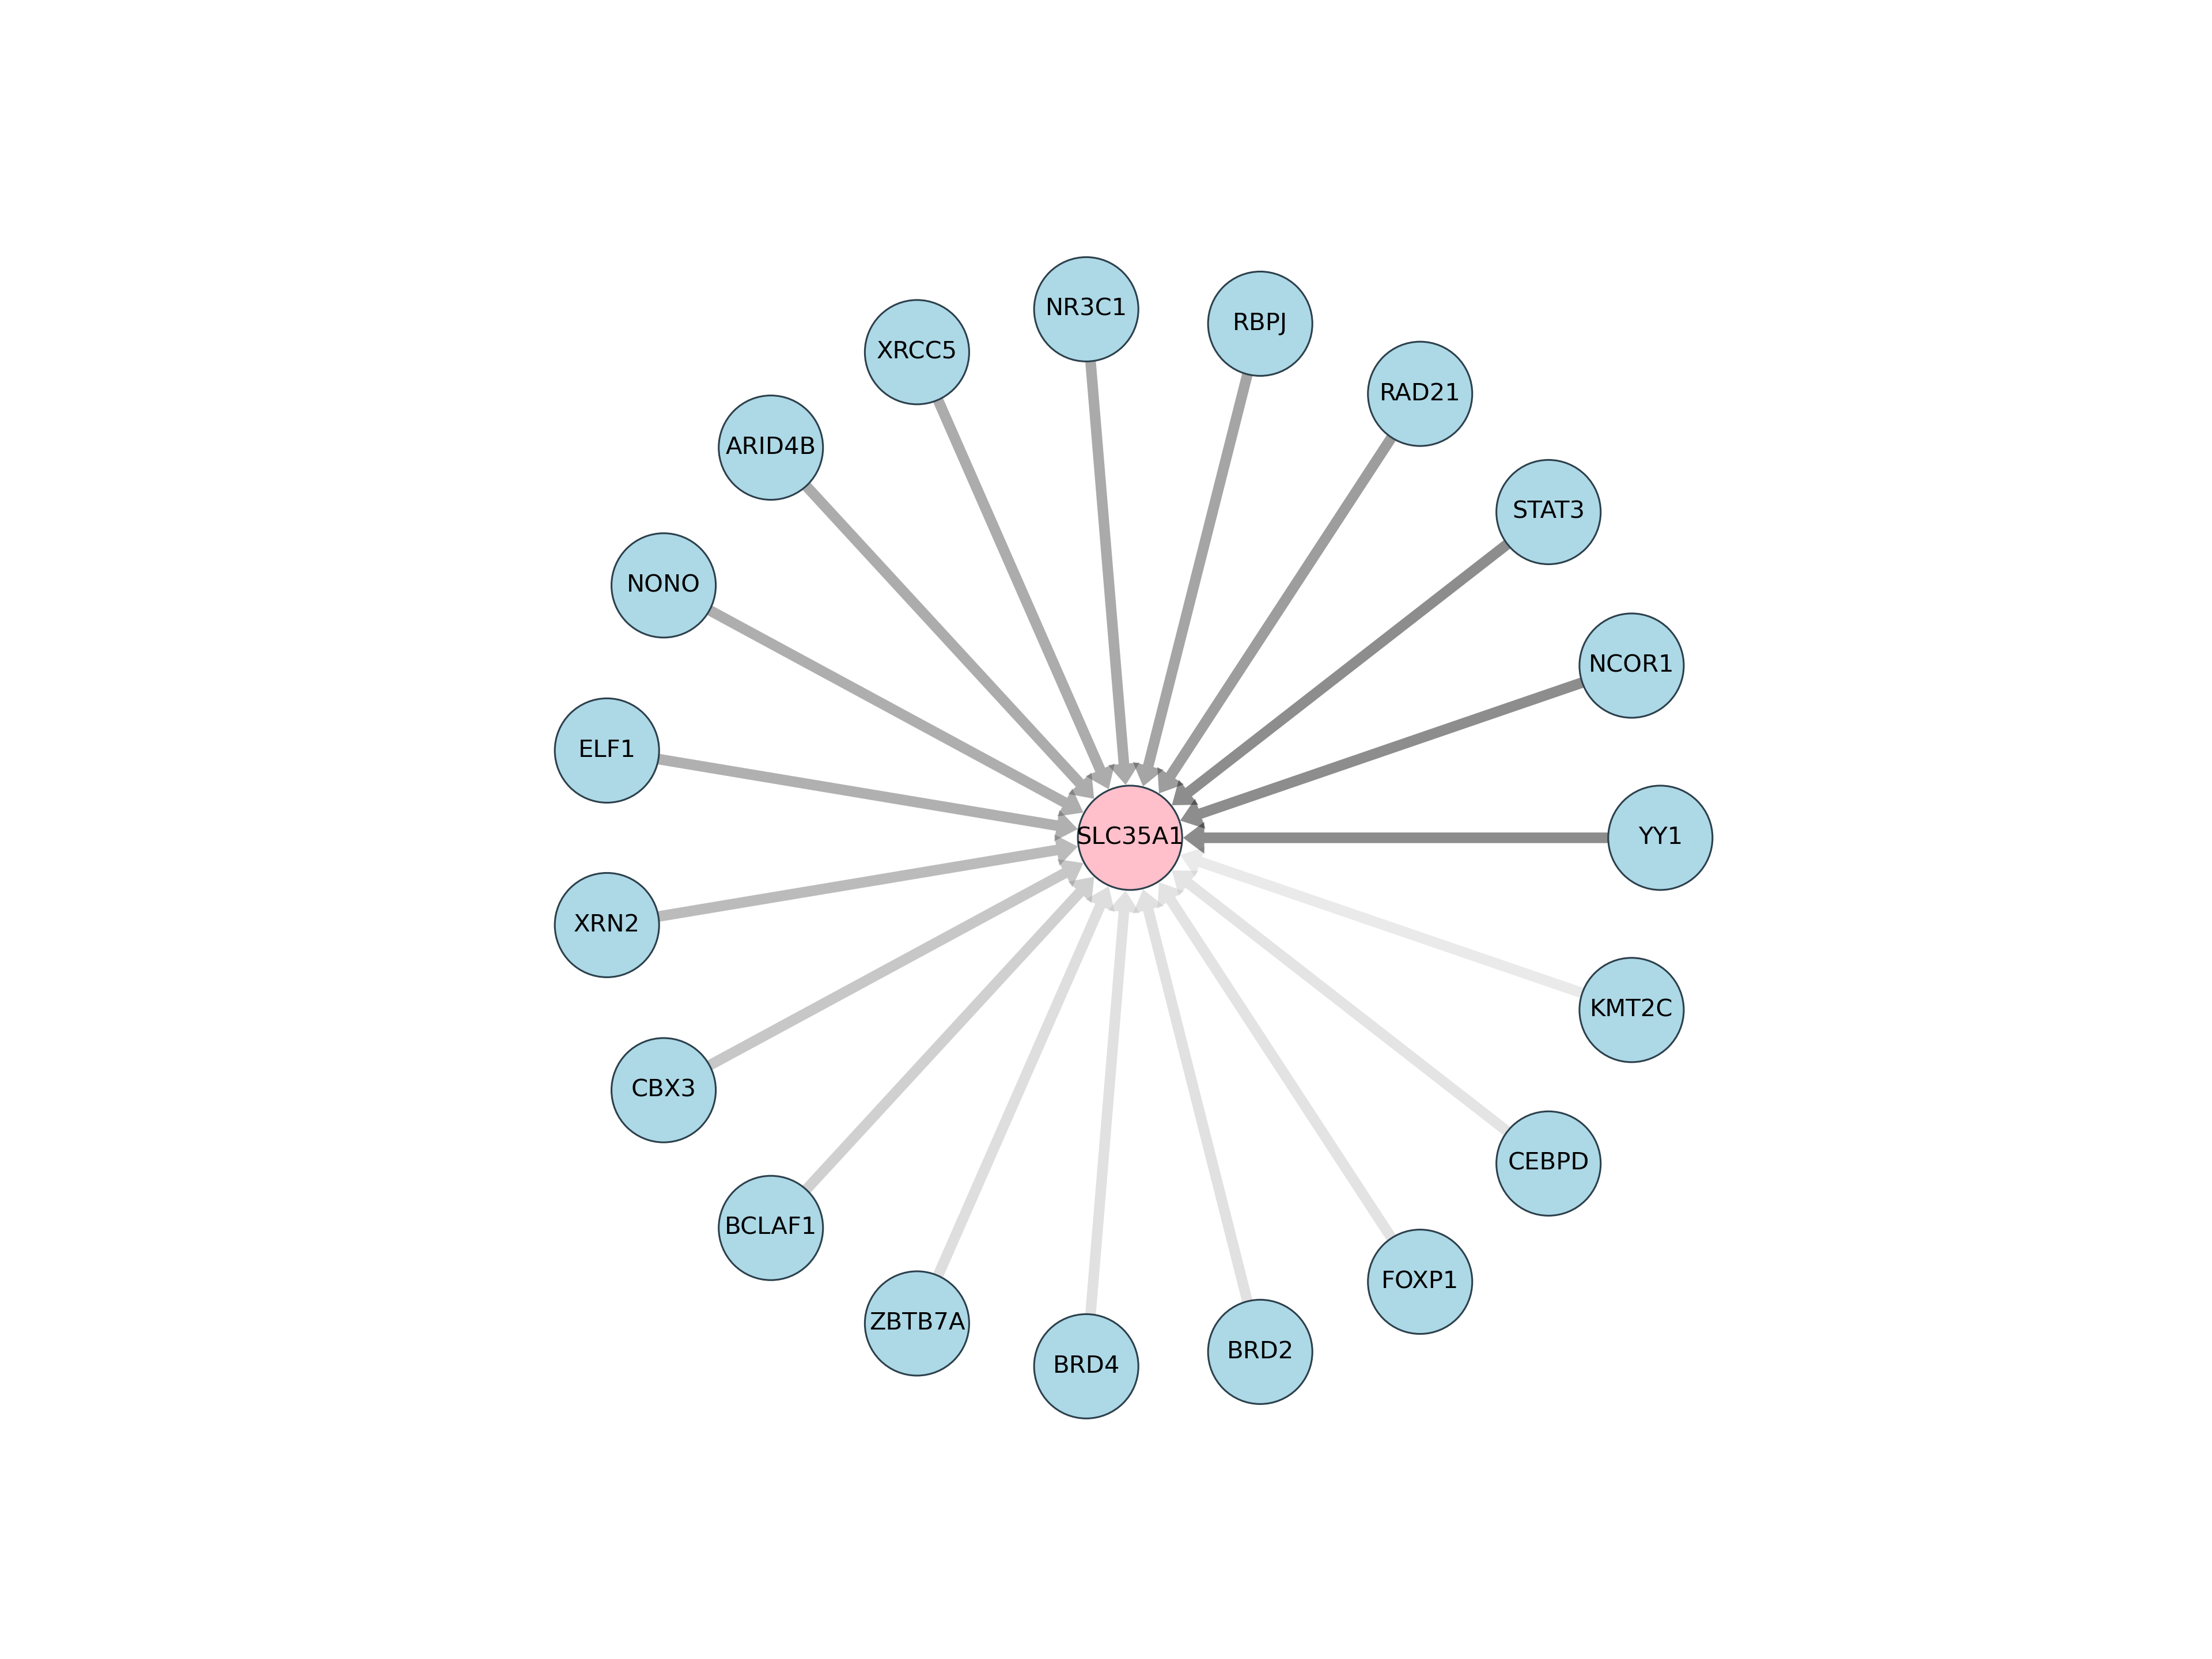 NR3C1
RBPJ
XRCC5
RAD21
ARID4B
STAT3
NONO
NCOR1
ELF1
SLC35A1
YY1
XRN2
KMT2C
CBX3
CEBPD
BCLAF1
FOXP1
ZBTB7A
BRD2
BRD4